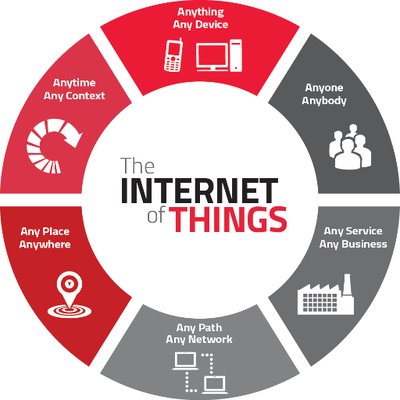 Anything
Any Device
Anyone
Anybody
Any Service
Any Business
Any Path
Any Network
Any Place
Anywhere
Anytime
Any Context
The
INTERNET
of THINGS